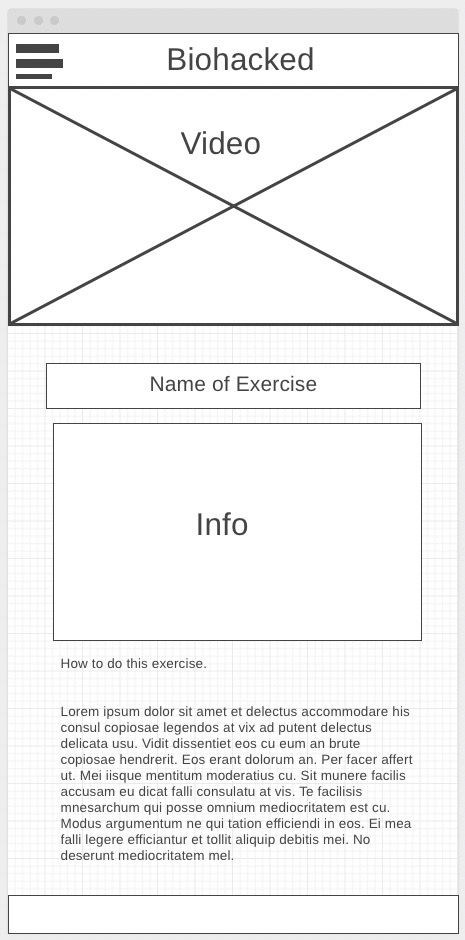 Biohacked
Video
Name of Exercise
Info
How to do this exercise.
Lorem ipsum dolor sit amet et delectus accommodare his
consul copiosae legendos at vix ad putent delectus
delicata usu. Vidit dissentiet eos cu eum an brute
copiosae hendrerit. Eos erant dolorum an. Per facer affert
ut. Mei iisque mentitum moderatius cu. Sit munere facilis
accusam eu dicat falli consulatu at vis. Te facilisis
mnesarchum qui posse omnium mediocritatem est cu.
Modus argumentum ne qui tation efficiendi in eos. Ei mea
falli legere efficiantur et tollit aliquip debitis mei. No
deserunt mediocritatem mel.